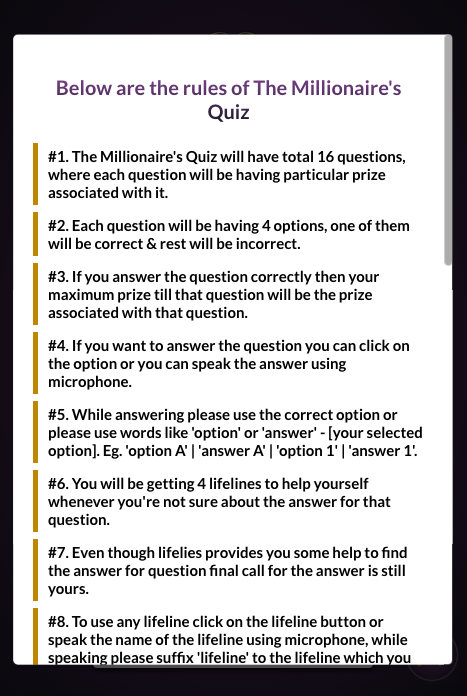 Below are the rules of The Millionaire's
Quiz
#1. The Millionaire's Quiz will have total 16 questions,
where each question will be having particular prize
associated with it.
#2. Each question will be having 4 options, one of them
will be correct & rest will be incorrect.
#3. If you answer the question correctly then your
maximum prize till that question will be the prize
associated with that question.
#4. If you want to answer the question you can click on
the option or you can speak the answer using
microphone.
#5. While answering please use the correct option or
please use words like 'option' or 'answer' - [your selected
option]. Eg. 'option A' | 'answer A' | 'option 1' | 'answer 1'.
#6. You will be getting 4 lifelines to help yourself
whenever you're not sure about the answer for that
question.
#7. Even though lifelies provides you some help to find
the answer for question final call for the answer is still
yours.
#8. To use any lifeline click on the lifeline button or
speak the name of the lifeline using microphone, while
speaking please suffix 'lifeline' to the lifeline which you